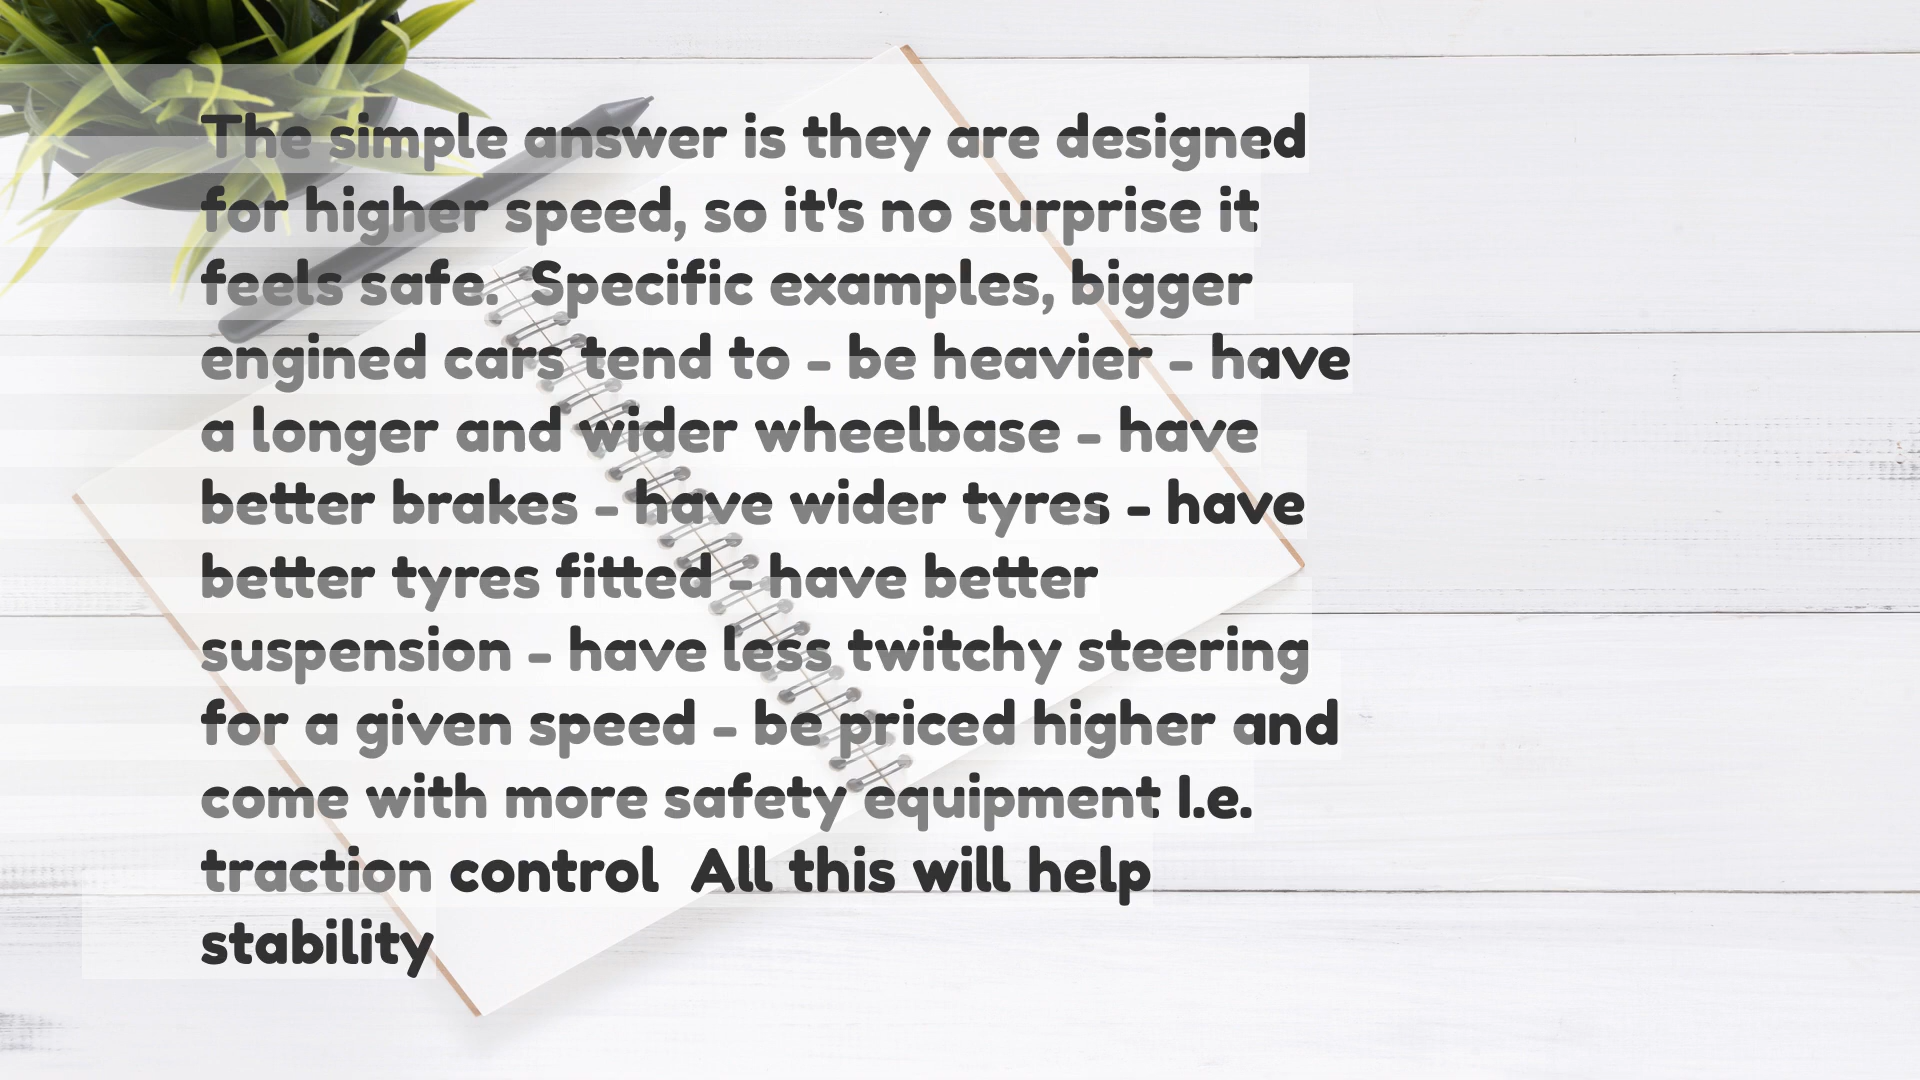 The simple answer is they are designed
for higher speed, so it's no surprise it
feels safe.  Specific examples, bigger
engined cars tend to - be heavier - have
a longer and wider wheelbase - have
better brakes - have wider tyres - have
better tyres fitted - have better
suspension - have less twitchy steering
for a given speed - be priced higher and
come with more safety equipment I.e.
traction control  All this will help
stability